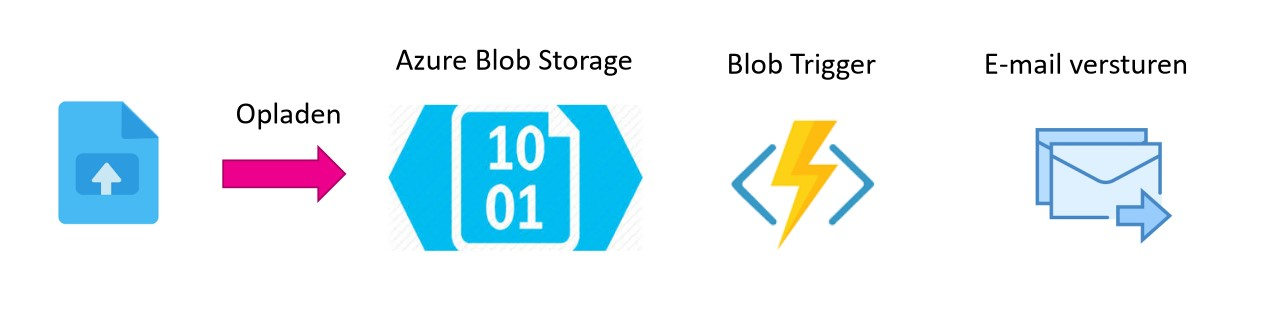 Azure Blob Storage
Blob Trigger
E-mail versturen
Opladen
10
01